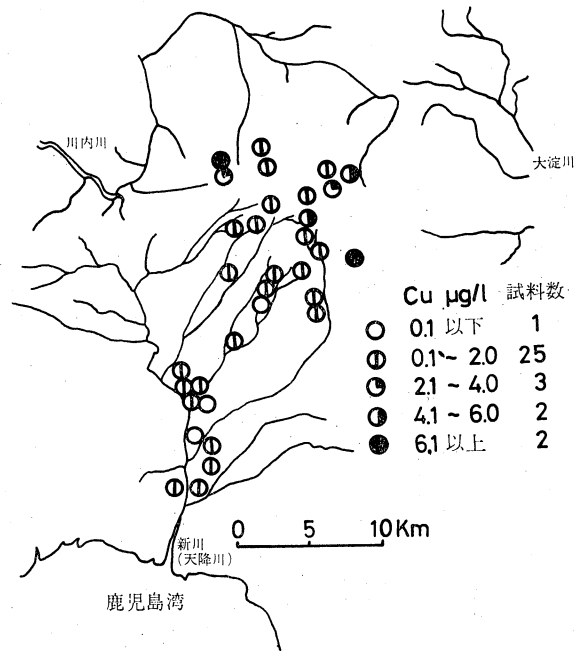 川内川
大淀川
Cu μg/l 試料数
0.1 以下 1
0.1 ~ 2.0 25
2.1 ~ 4.0 3
4.1 ~ 6.0 2
6.1 以上 2
0 5 10 Km
新川
(天降川)
鹿児島湾